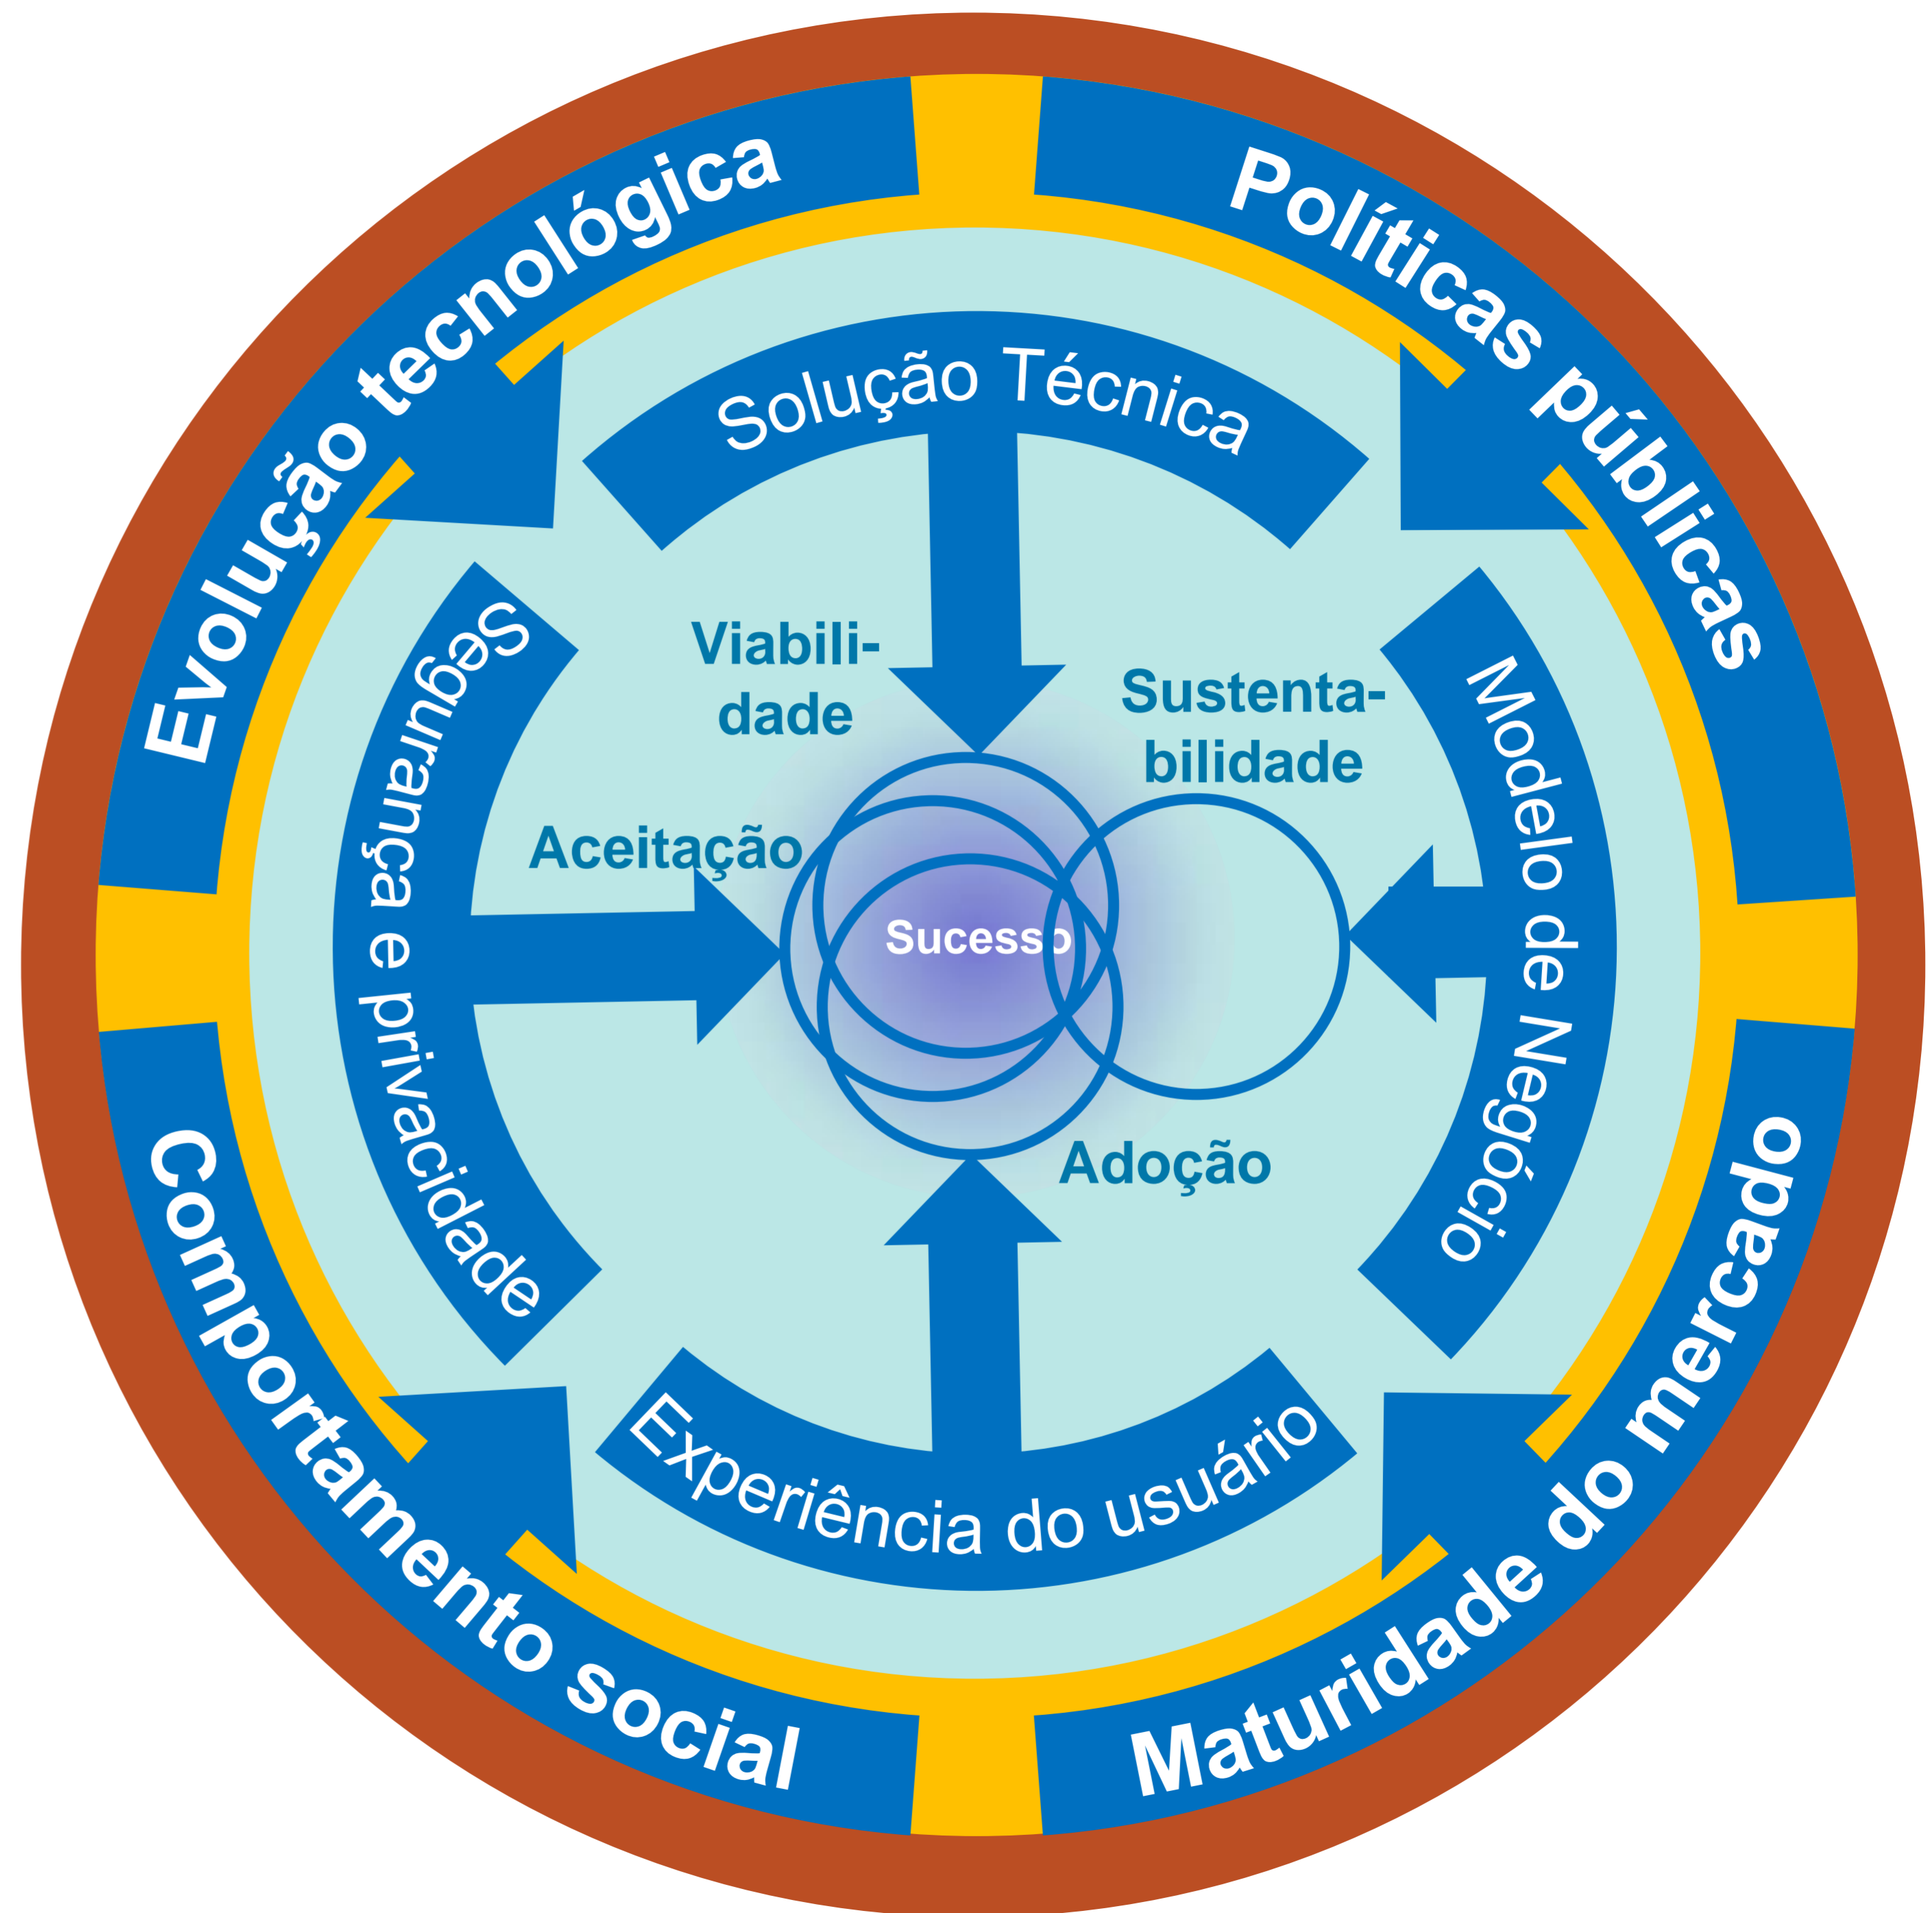 Evolução tecnológica
Políticas públicas
Solução Técnica
Segurança e privacidade
Modelo de Negócio
Viabili-
dade
Sustenta-
bilidade
Aceitação
Sucesso
Adoção
Experiência do usuário
Comportamento social
Maturidade do mercado